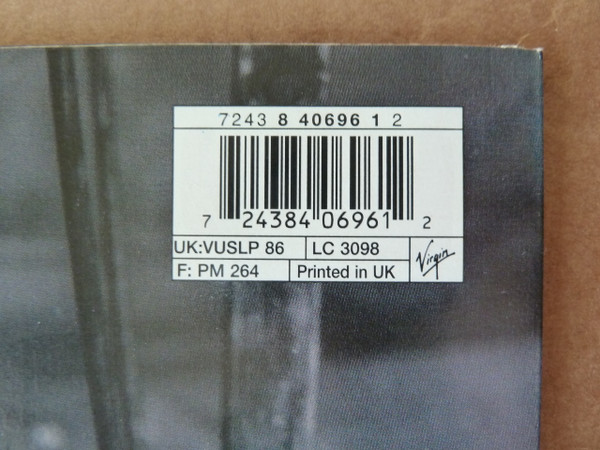 7243 8 40696 1 2
7 24384 06961 2
UK:VUSLP 86 LC 3098
F: PM 264 Printed in UK Virgin